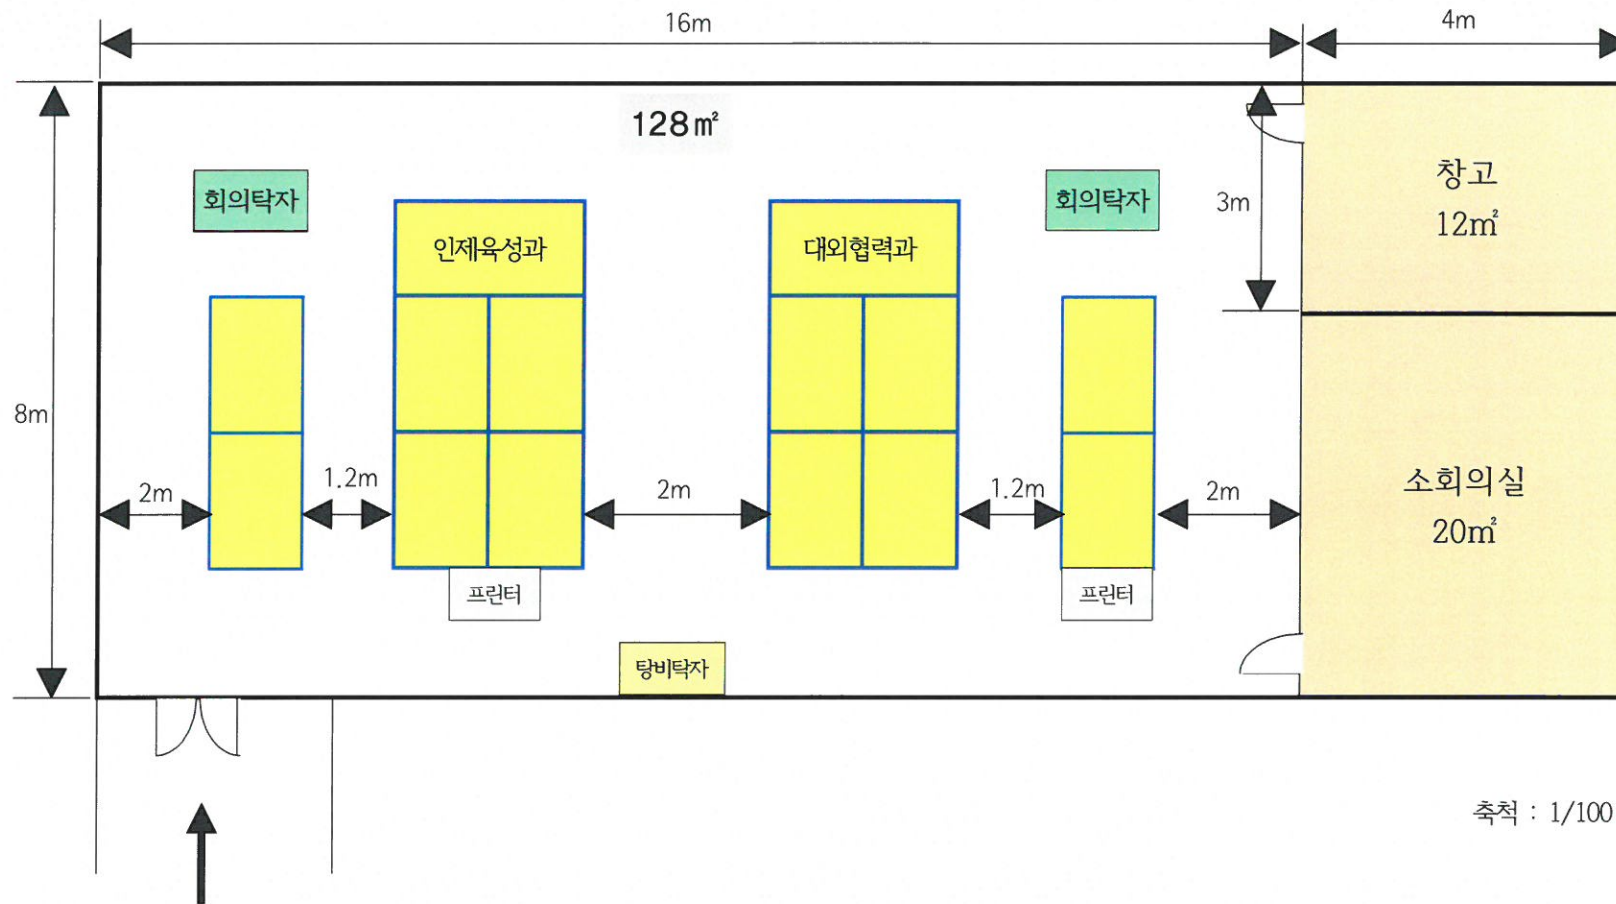 16m
4m
128㎡
회의탁자
회의탁자
창고
12㎡
3m
인제육성과
대외협력과
8m
2m
1.2m
2m
1.2m
2m
소회의실
20㎡
프린터
프린터
탕비탁자
축척 : 1/100